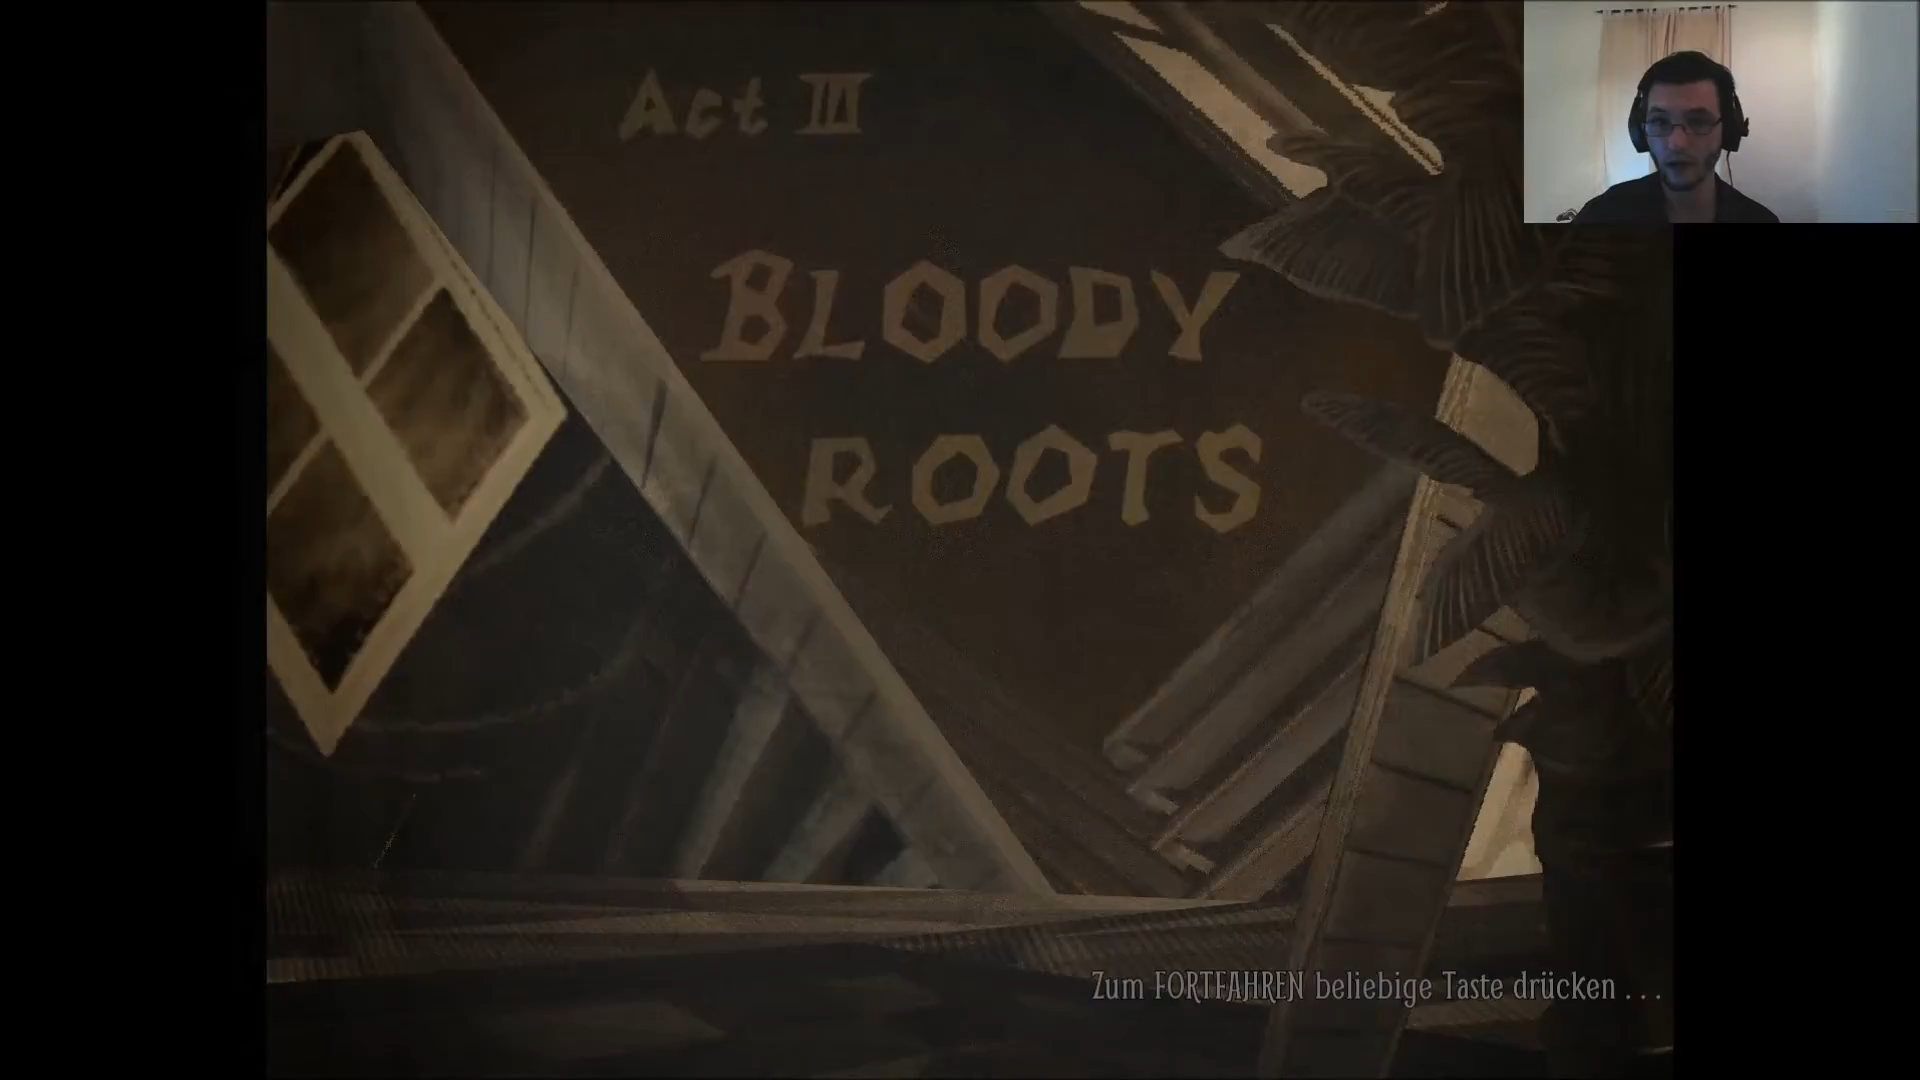 Act III
BLOODY
ROOTS
Zum FORTFAHREN beliebige Taste drücken . . .